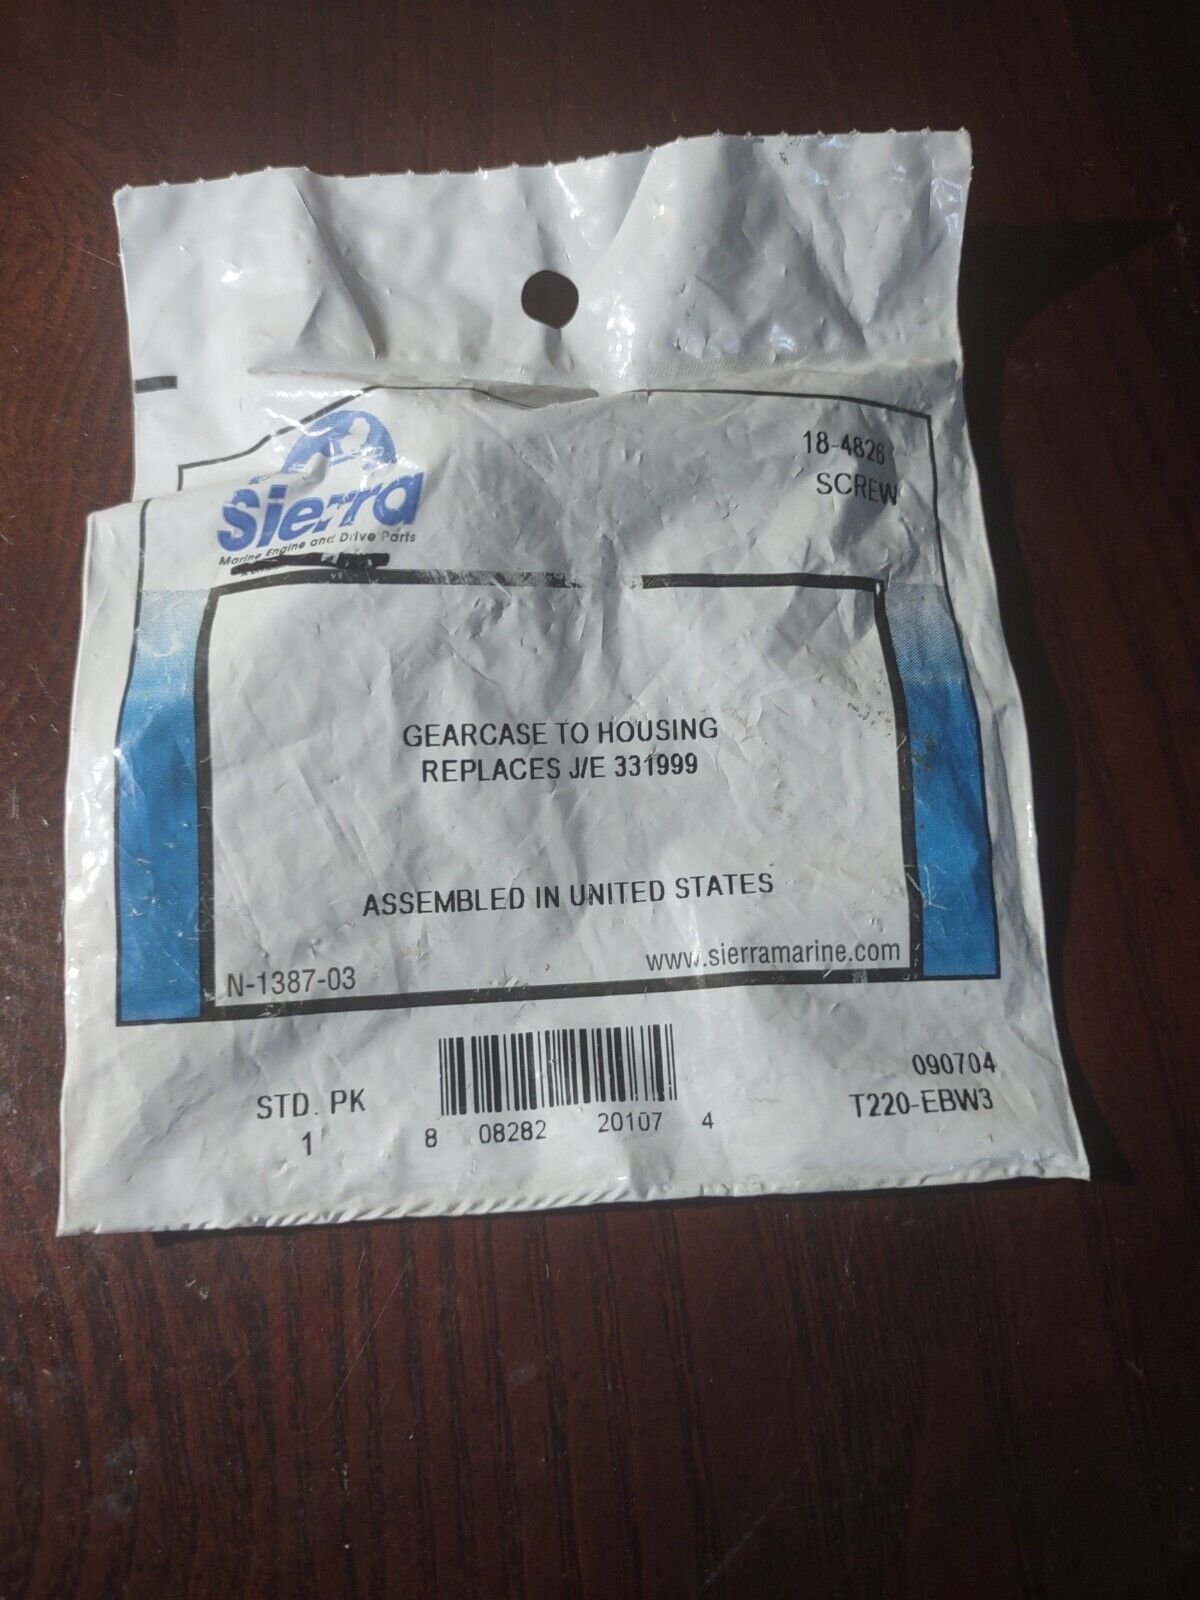 18-4826
SCREW
Sierra
Marine Engine and Drive Parts
GEARCASE TO HOUSING
REPLACES J/E 331999
ASSEMBLED IN UNITED STATES
www.sierramarine.com
N-1387-03
STD. PK
1
8 08282 20107 4
090704
T220-EBW3